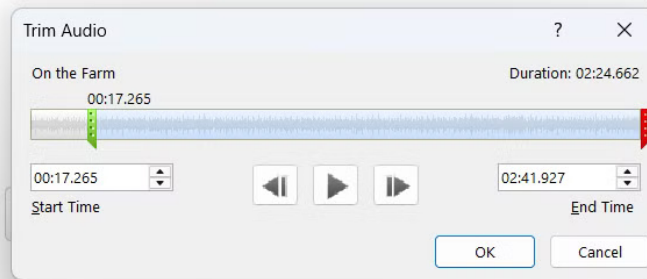 Trim Audio ? X
On the Farm Duration: 02:24.662
00:17.265
00:17.265 02:41.927
Start Time End Time
OK Cancel